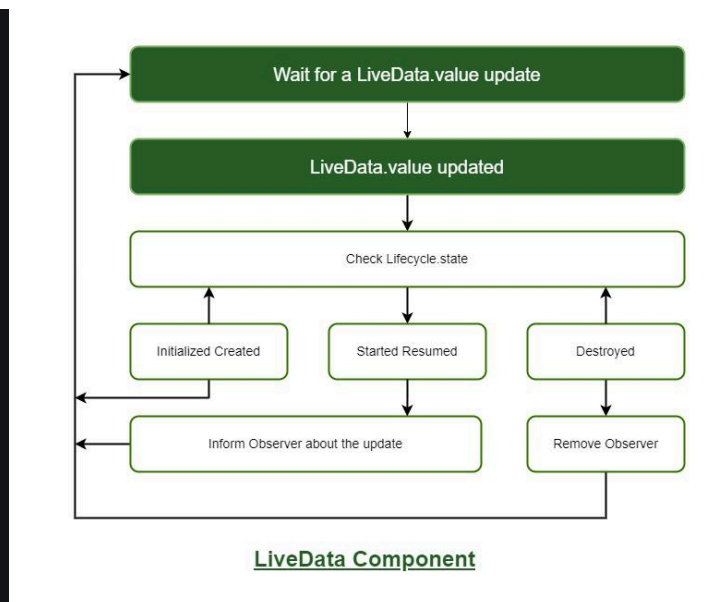 Wait for a LiveData.value update
LiveData.value updated
Check Lifecycle.state
Initialized Created
Started Resumed
Destroyed
Inform Observer about the update
Remove Observer
LiveData Component